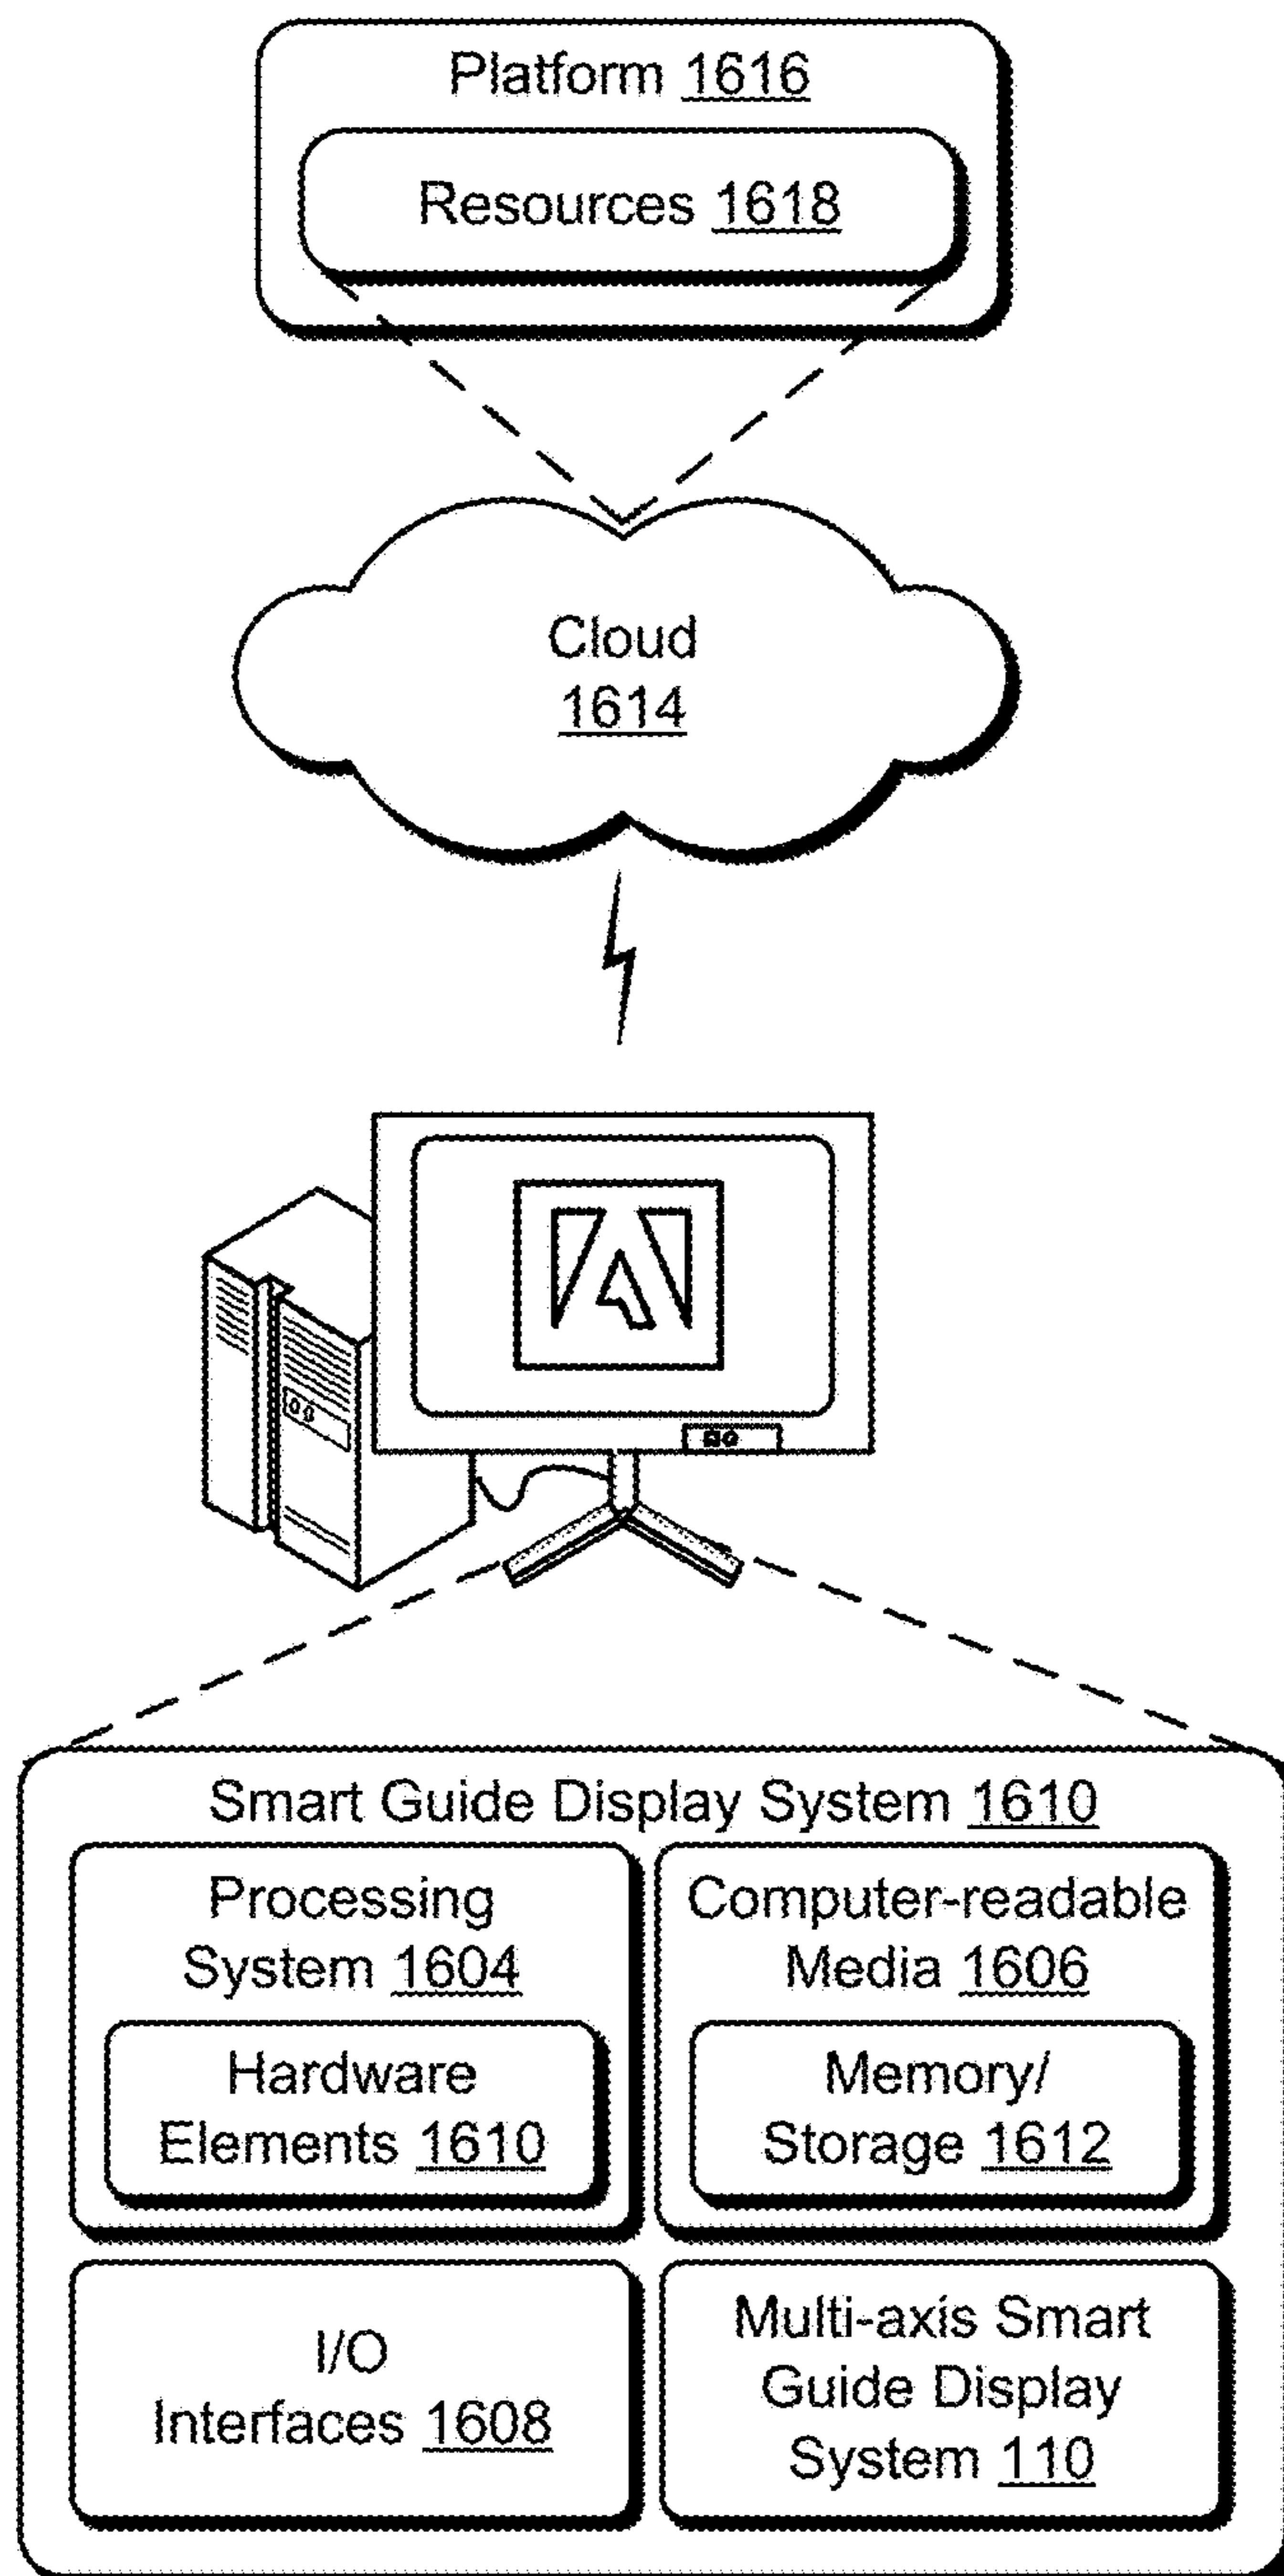 Platform 1616
Resources 1618
Cloud
1614
Smart Guide Display System 1610
Processing
System 1604
Hardware
Elements 1610
Computer-readable
Media 1606
Memory/
Storage 1612
I/O
Interfaces 1608
Multi-axis Smart
Guide Display
System 110